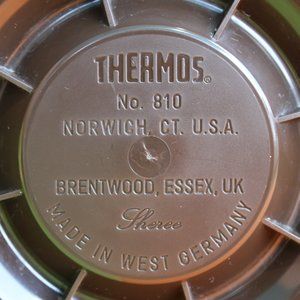 THERMOS®
No. 810
NORWICH, CT. U.S.A.
BRENTWOOD, ESSEX, UK
Sheree
MADE IN WEST GERMANY